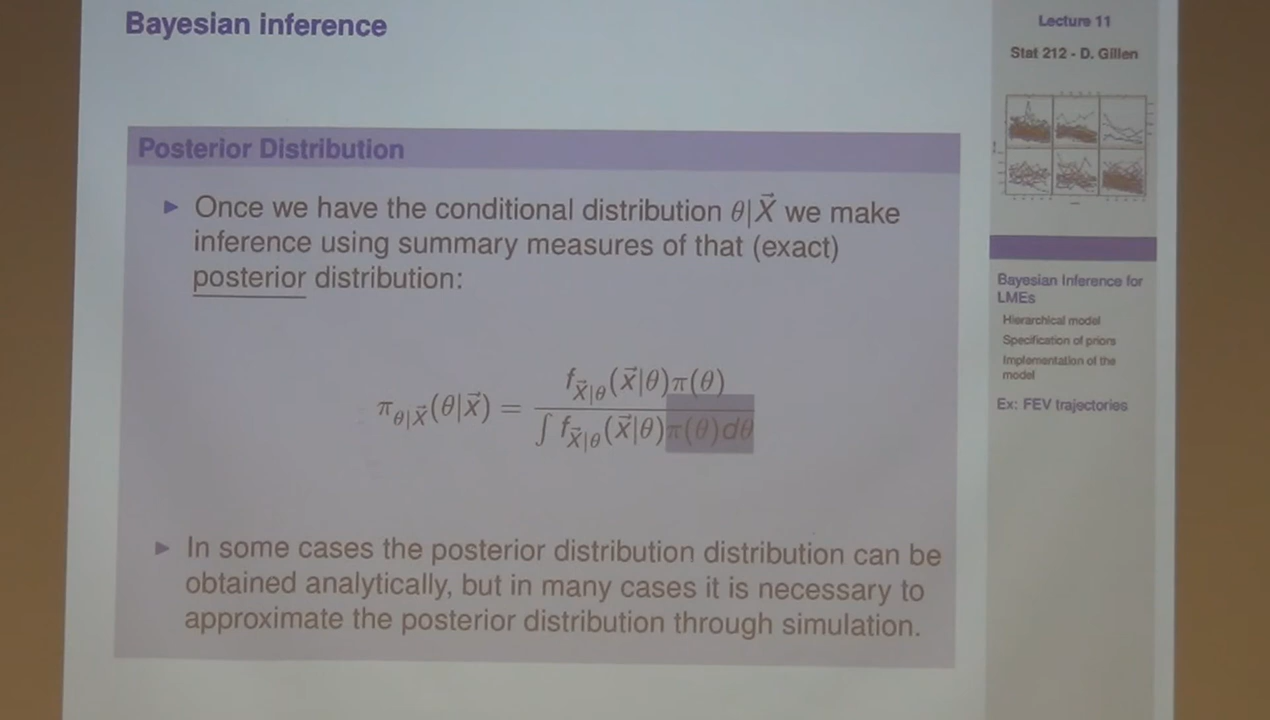 Bayesian inference
Posterior Distribution
► Once we have the conditional distribution θ|X⃗ we make
inference using summary measures of that (exact)
posterior distribution:
π_{θ|X⃗}(θ|x⃗) = f_{X⃗|θ}(x⃗|θ)π(θ) / ∫ f_{X⃗|θ}(x⃗|θ)π(θ)dθ
► In some cases the posterior distribution distribution can be
obtained analytically, but in many cases it is necessary to
approximate the posterior distribution through simulation.
Lecture 11
Stat 212 - D. Gillen
Bayesian Inference for
LMEs
Hierarchical model
Specification of priors
Implementation of the
model
Ex: FEV trajectories